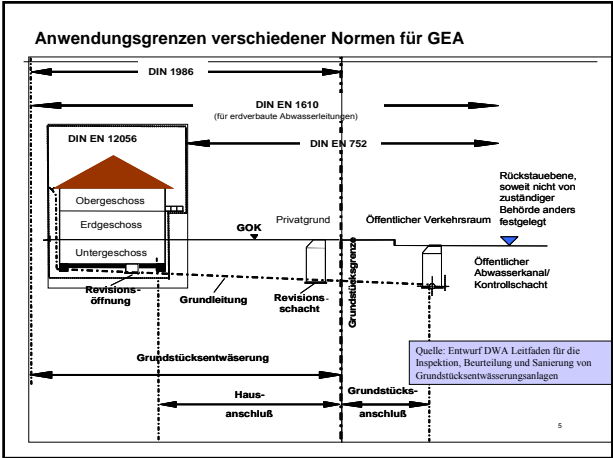 Anwendungsgrenzen verschiedener Normen für GEA
DIN 1986
DIN EN 1610
(für erdverbaute Abwasserleitungen)
DIN EN 12056
DIN EN 752
Obergeschoss
Erdgeschoss
Untergeschoss
GOK
Privatgrund
Öffentlicher Verkehrsraum
Rückstauebene,
soweit nicht von
zuständiger
Behörde anders
festgelegt
Öffentlicher
Abwasserkanal/
Kontrollschacht
Revisions-
öffnung
Grundleitung
Revisions-
schacht
Grundstücksgrenze
Grundstücksentwäserung
Quelle: Entwurf DWA Leitfaden für die
Inspektion, Beurteilung und Sanierung von
Grundstücksentwässerungsanlagen
Haus-
anschluß
Grundstücks-
anschluß
5